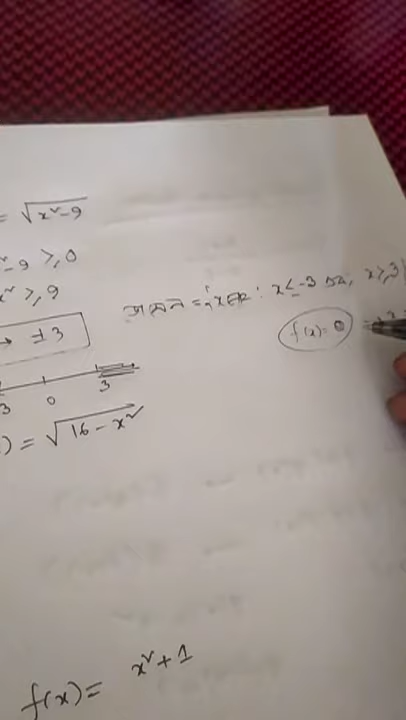 = √x²-9
²-9 ≥ 0
x² ≥ 9
→ ±3
x ≤ -3 x ≥ 3
f(x) = 0 =
3 0 3
) = √16 - x²
f(x) = x² + 1